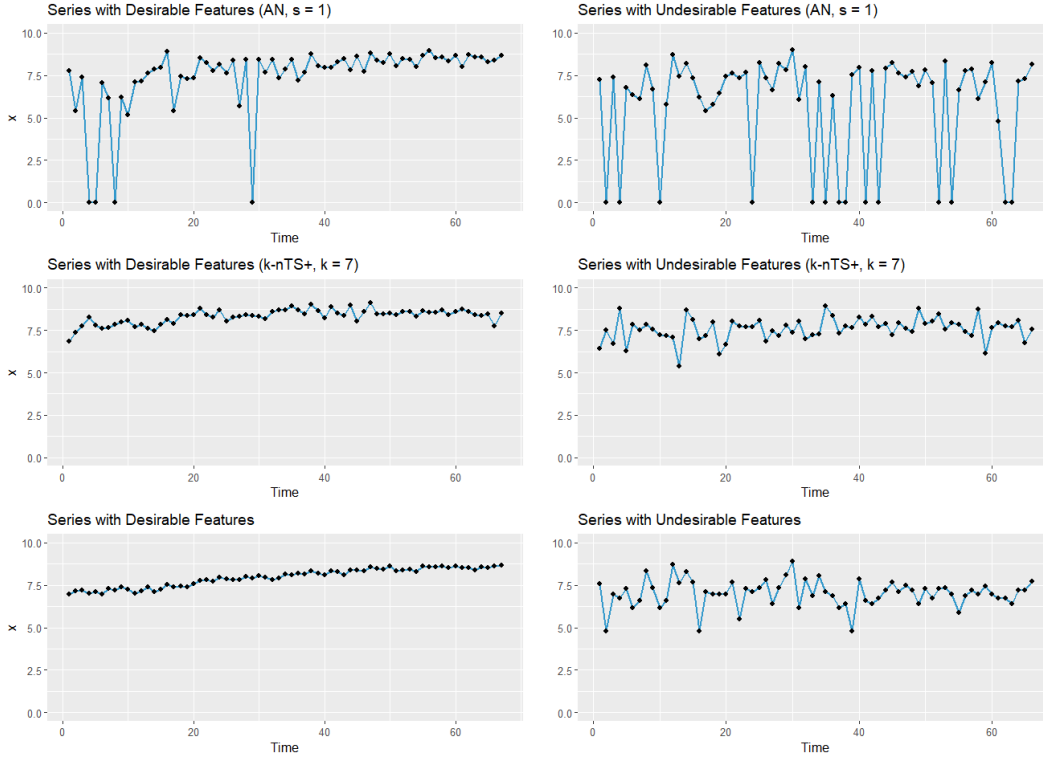 Series with Desirable Features (AN, s = 1)
10.0
7.5
5.0
2.5
0.0
x
0 20 40 60
Time
Series with Undesirable Features (AN, s = 1)
10.0
7.5
5.0
2.5
0.0
0 20 40 60
Time
Series with Desirable Features (k-nTS+, k = 7)
10.0
7.5
5.0
2.5
0.0
x
0 20 40 60
Time
Series with Undesirable Features (k-nTS+, k = 7)
10.0
7.5
5.0
2.5
0.0
0 20 40 60
Time
Series with Desirable Features
10.0
7.5
5.0
2.5
0.0
x
0 20 40 60
Time
Series with Undesirable Features
10.0
7.5
5.0
2.5
0.0
0 20 40 60
Time